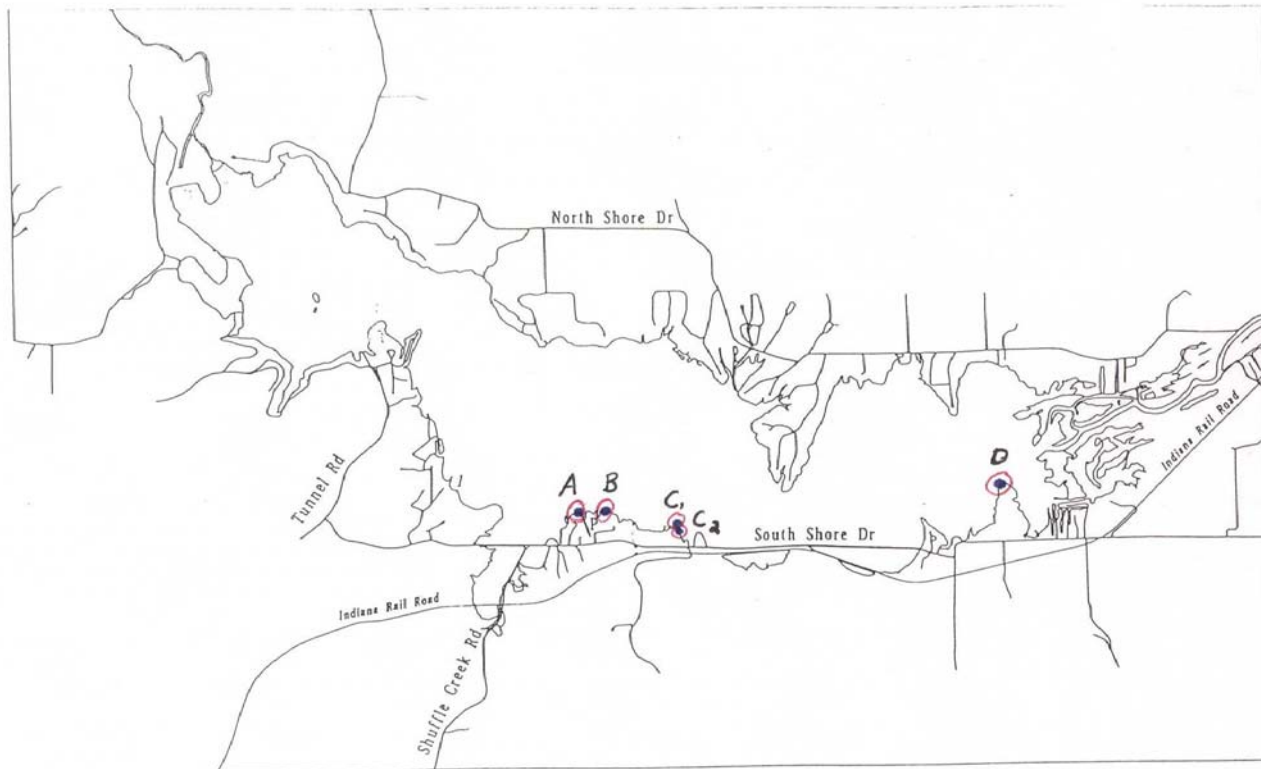 North Shore Dr
Indiana Rail Road
Tunnel Rd
A
B
C1
C2
D
South Shore Dr
Indiana Rail Road
Shuffle Creek Rd